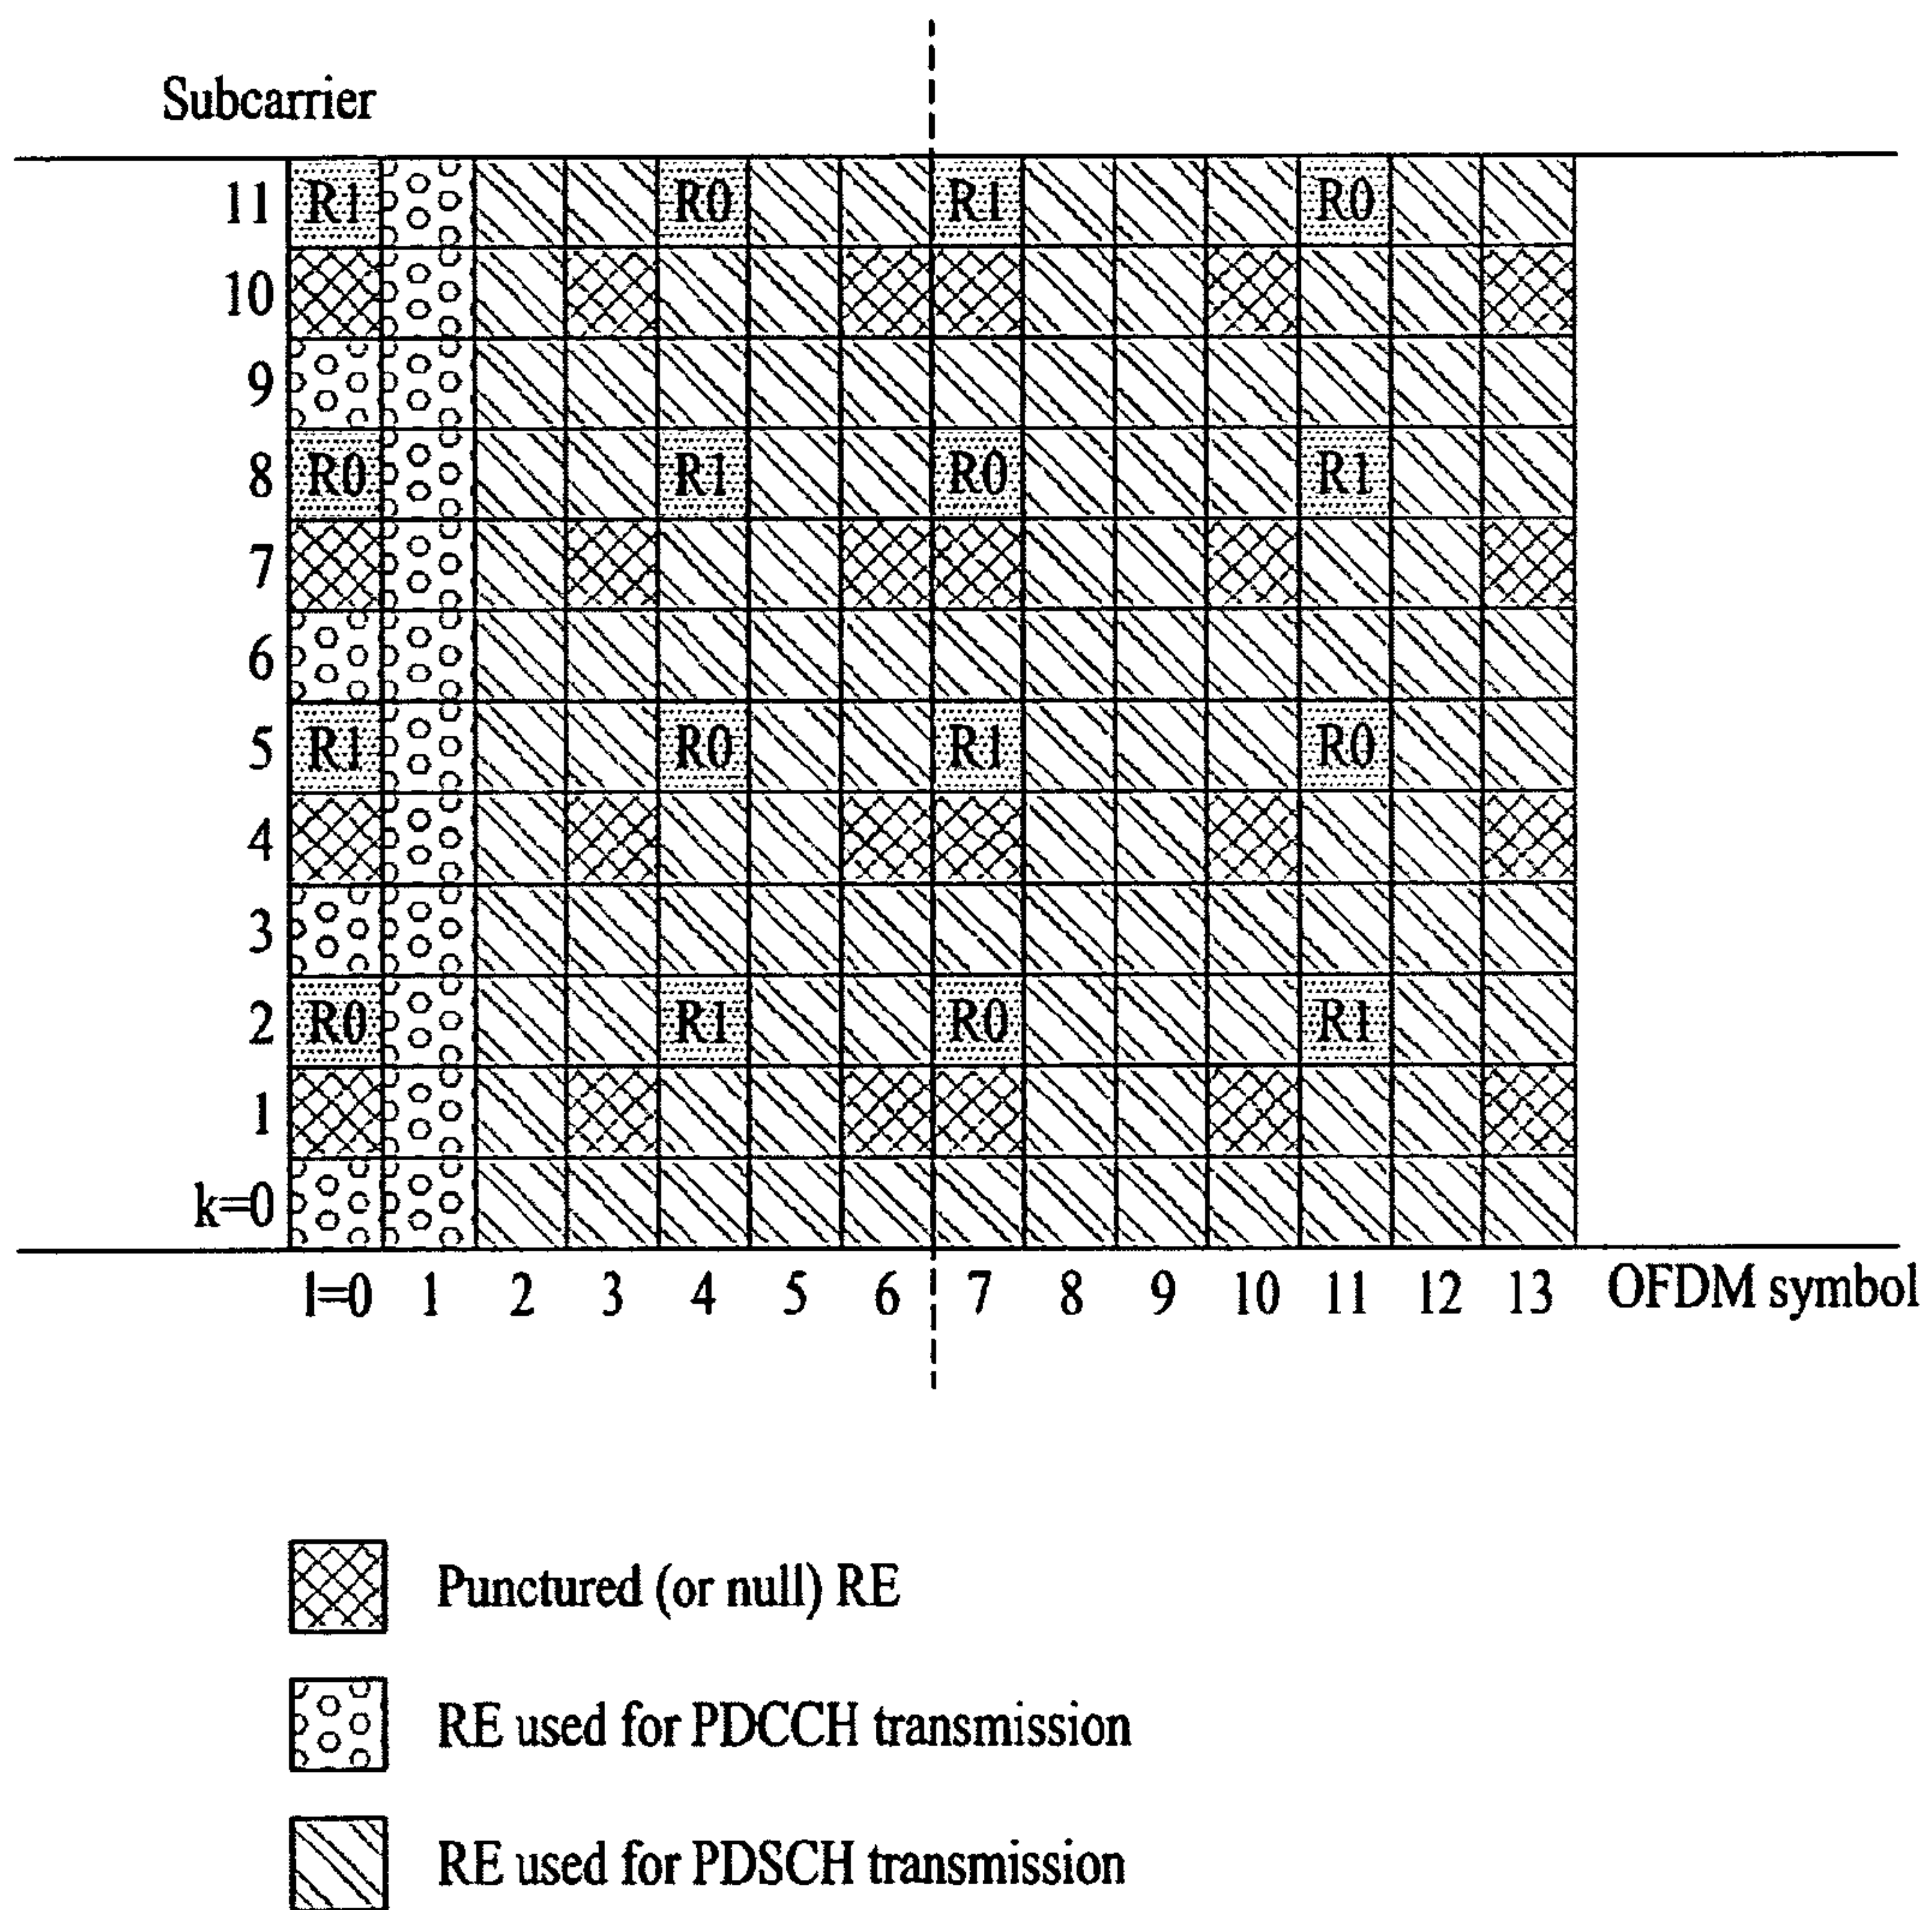 Subcarrier
11 R1 R0 R1 R0
10
9
8 R0 R1 R0 R1
7
6
5 R1 R0 R1 R0
4
3
2 R0 R1 R0 R1
1
k=0
l=0 1 2 3 4 5 6 7 8 9 10 11 12 13 OFDM symbol
Punctured (or null) RE
RE used for PDCCH transmission
RE used for PDSCH transmission